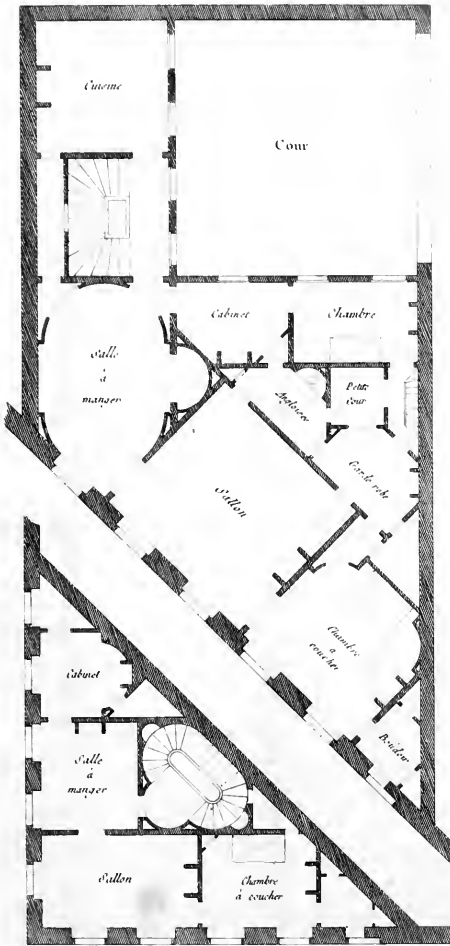 Cuisine
Cour
Cabinet
Chambre
Salle
à
manger
Angloises
Petite
Cour
Garde robe
Sallon
Chambre
à
coucher
Boudoir
Cabinet
Salle
à
manger
Sallon
Chambre
à coucher